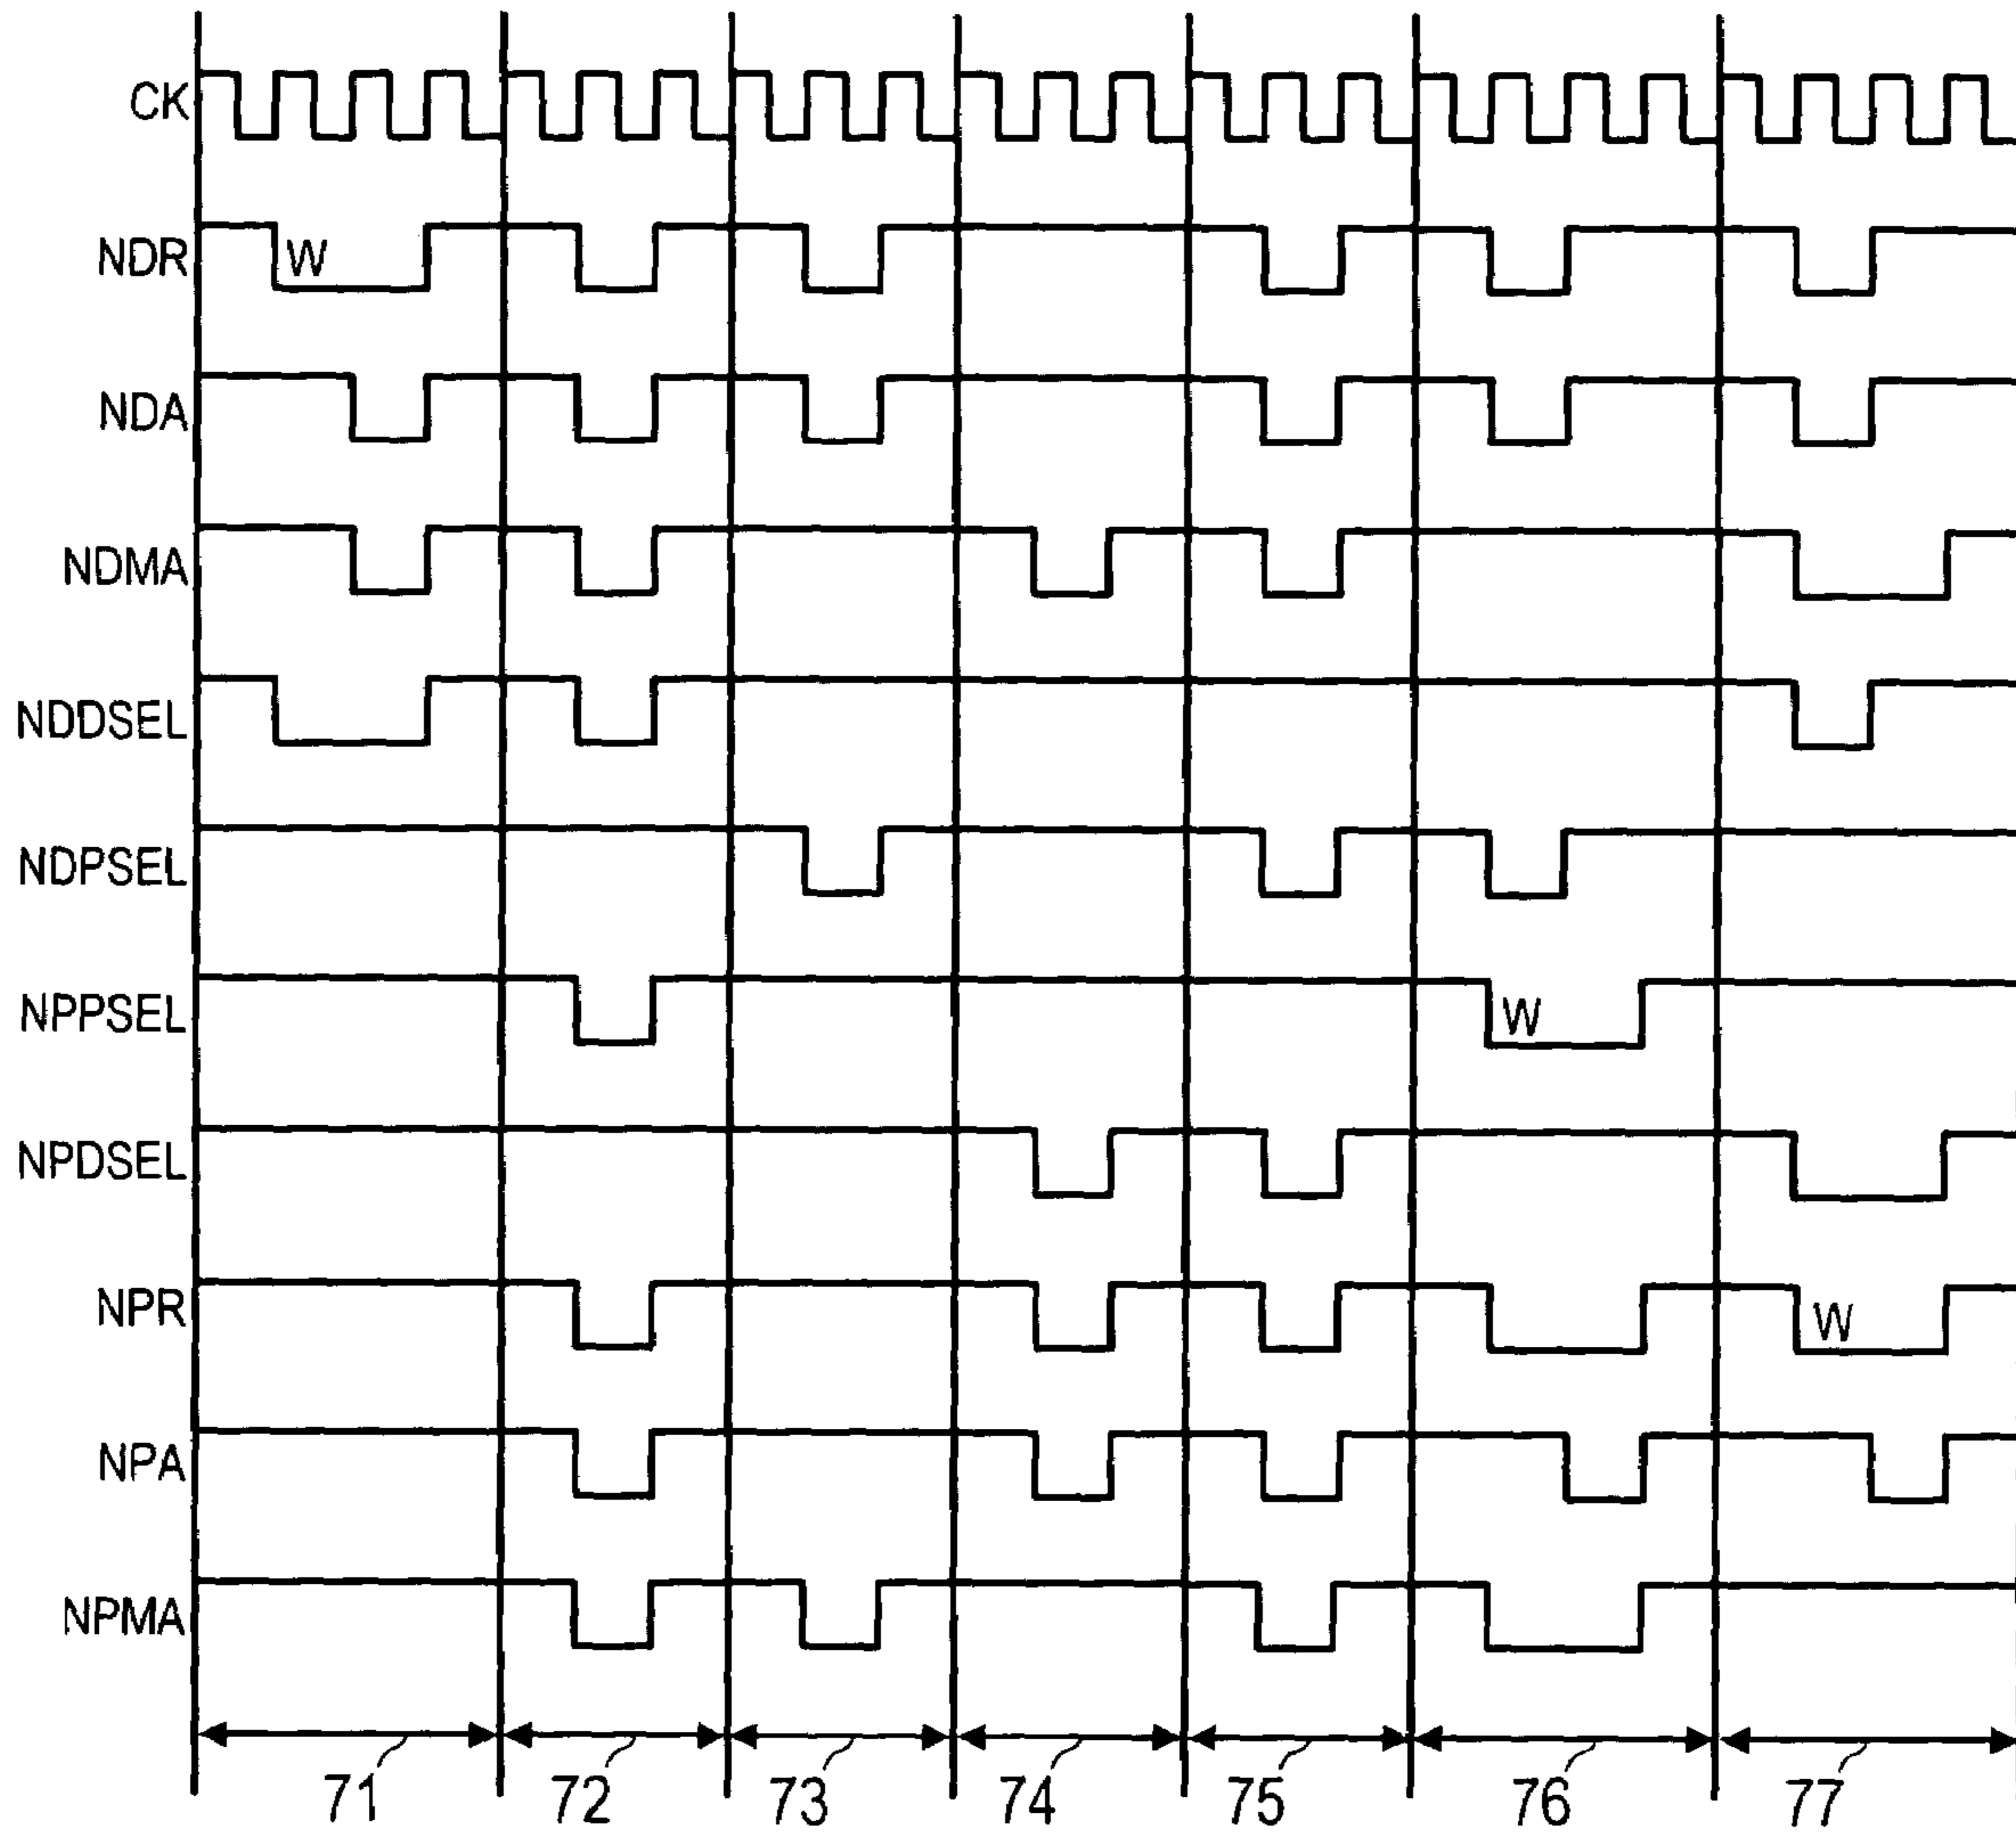 CK
NDR
W
NDA
NDMA
NDDSEL
NDPSEL
NPPSEL
W
NPDSEL
NPR
W
NPA
NPMA
71
72
73
74
75
76
77